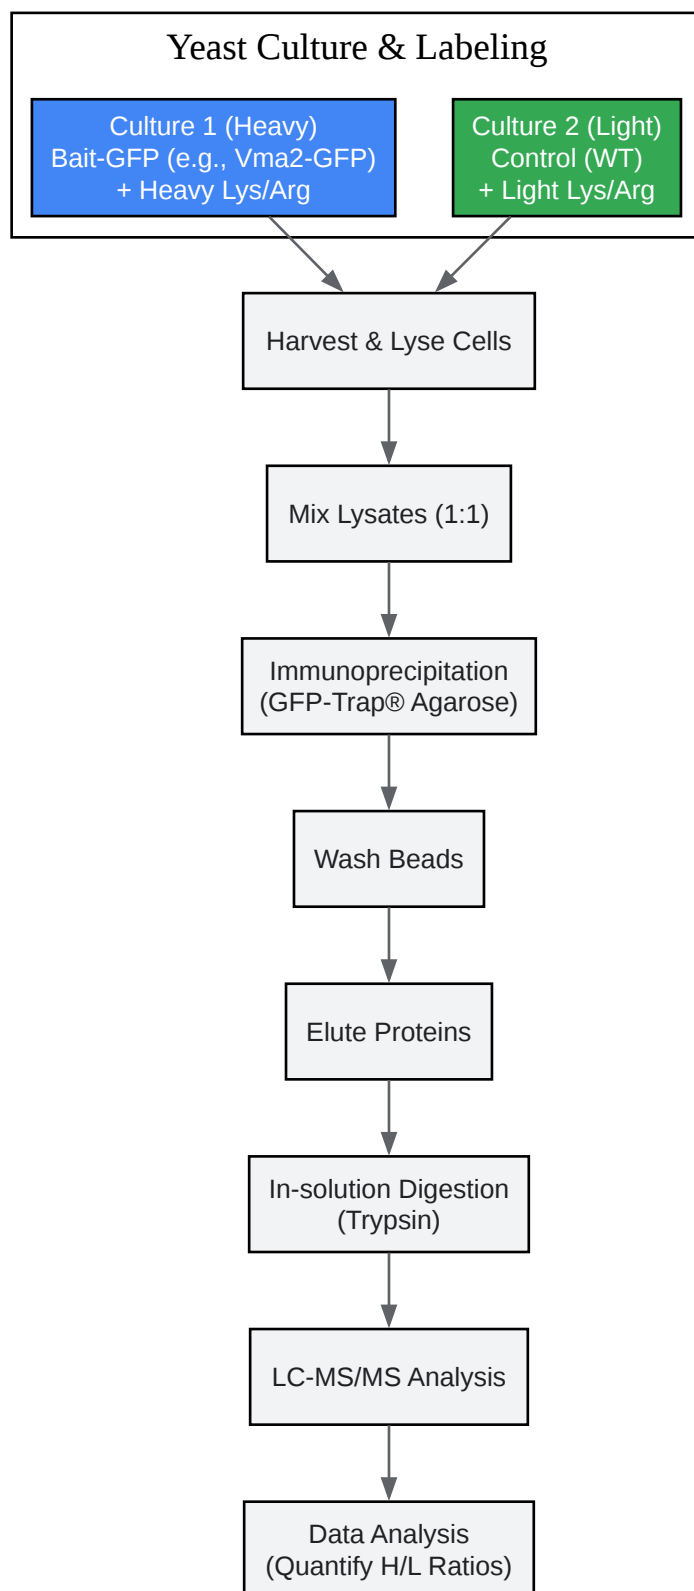 Yeast Culture & Labeling
Culture 1 (Heavy)
Bait-GFP (e.g., Vma2-GFP)
+ Heavy Lys/Arg
Culture 2 (Light)
Control (WT)
+ Light Lys/Arg
Harvest & Lyse Cells
Mix Lysates (1:1)
Immunoprecipitation
(GFP-Trap® Agarose)
Wash Beads
Elute Proteins
In-solution Digestion
(Trypsin)
LC-MS/MS Analysis
Data Analysis
(Quantify H/L Ratios)